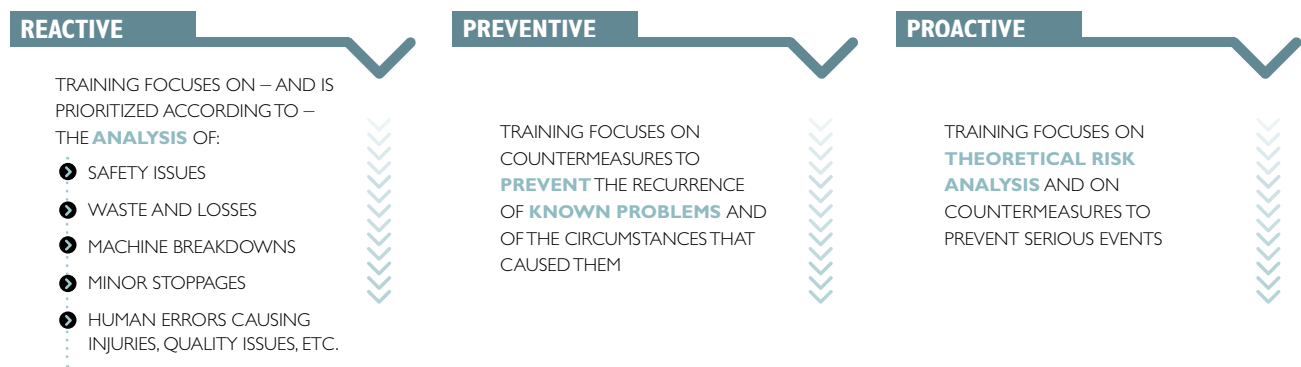 REACTIVE
TRAINING FOCUSES ON – AND IS
PRIORITIZED ACCORDING TO –
THE ANALYSIS OF:
SAFETY ISSUES
WASTE AND LOSSES
MACHINE BREAKDOWNS
MINOR STOPPAGES
HUMAN ERRORS CAUSING
INJURIES, QUALITY ISSUES, ETC.
PREVENTIVE
TRAINING FOCUSES ON
COUNTERMEASURES TO
PREVENT THE RECURRENCE
OF KNOWN PROBLEMS AND
OF THE CIRCUMSTANCES THAT
CAUSED THEM
PROACTIVE
TRAINING FOCUSES ON
THEORETICAL RISK
ANALYSIS AND ON
COUNTERMEASURES TO
PREVENT SERIOUS EVENTS